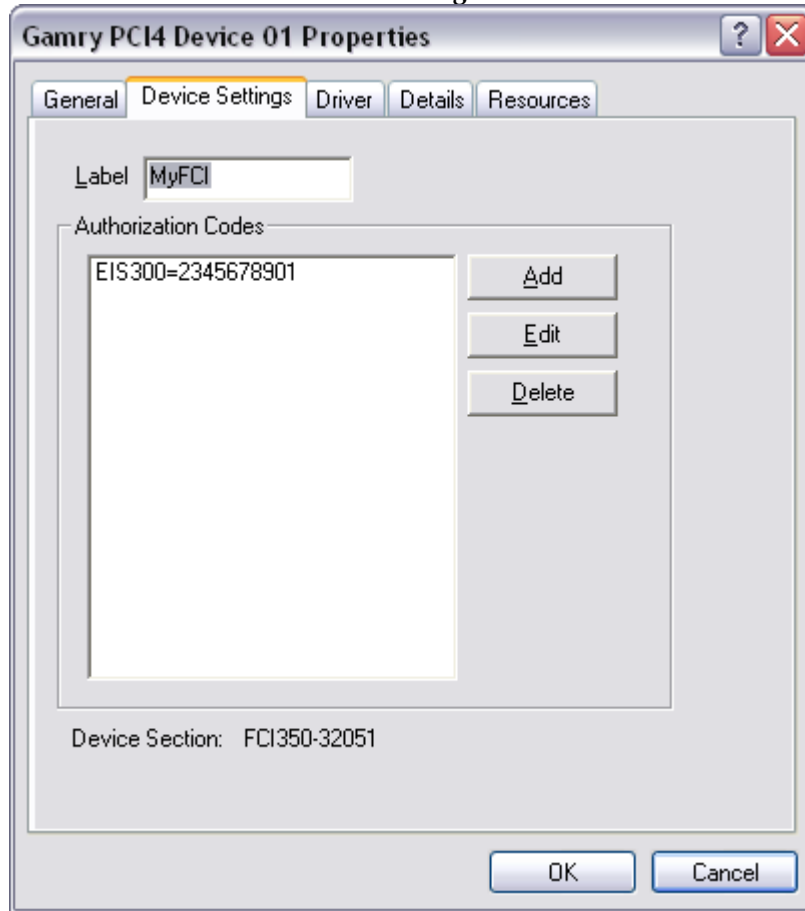 Gamry PCI4 Device 01 Properties
General Device Settings Driver Details Resources
Label MyFCI
Authorization Codes
EIS300=2345678901
Add
Edit
Delete
Device Section: FCI350-32051
OK Cancel